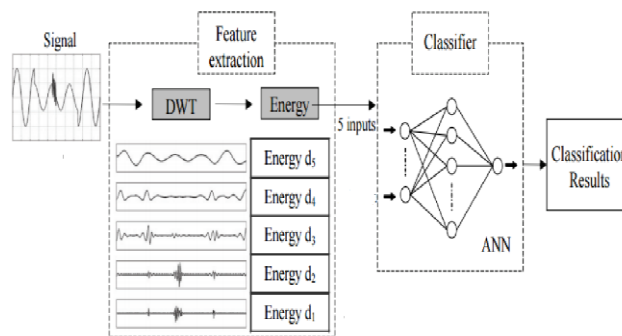 Signal
Feature
extraction
DWT
Energy
Energy d₅
Energy d₄
Energy d₃
Energy d₂
Energy d₁
Classifier
5 inputs
ANN
Classification
Results